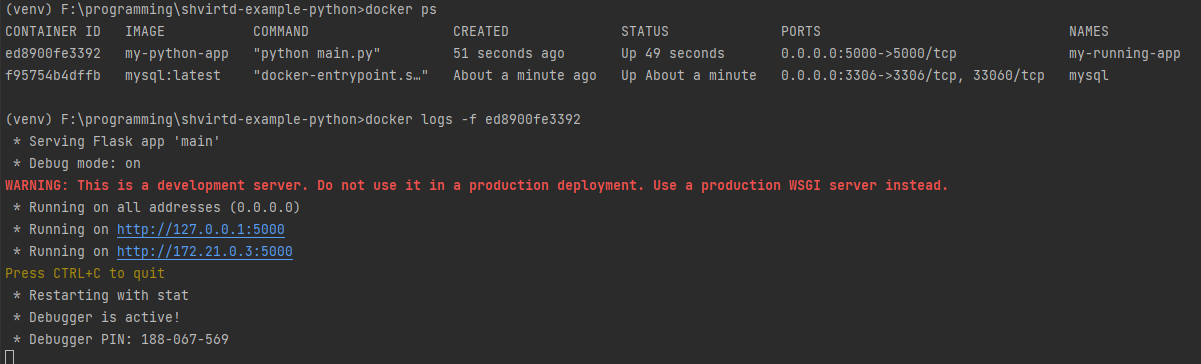 (venv) F:\programming\shvirtd-example-python>docker ps
CONTAINER ID   IMAGE           COMMAND                  CREATED              STATUS              PORTS                               NAMES
ed8900fe3392   my-python-app   "python main.py"         51 seconds ago       Up 49 seconds       0.0.0.0:5000->5000/tcp              my-running-app
f95754b4dffb   mysql:latest    "docker-entrypoint.s…"   About a minute ago   Up About a minute   0.0.0.0:3306->3306/tcp, 33060/tcp   mysql
(venv) F:\programming\shvirtd-example-python>docker logs -f ed8900fe3392
 * Serving Flask app 'main'
 * Debug mode: on
WARNING: This is a development server. Do not use it in a production deployment. Use a production WSGI server instead.
 * Running on all addresses (0.0.0.0)
 * Running on http://127.0.0.1:5000
 * Running on http://172.21.0.3:5000
Press CTRL+C to quit
 * Restarting with stat
 * Debugger is active!
 * Debugger PIN: 188-067-569